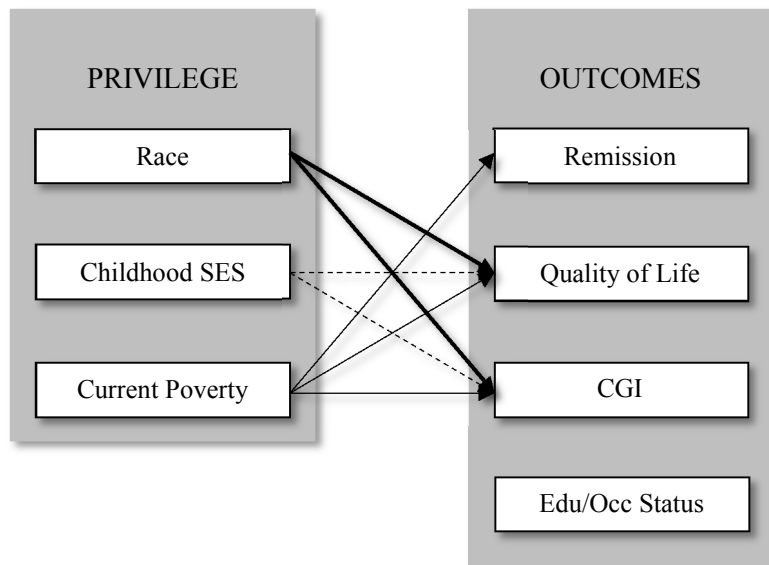 PRIVILEGE
Race
Childhood SES
Current Poverty
OUTCOMES
Remission
Quality of Life
CGI
Edu/Occ Status